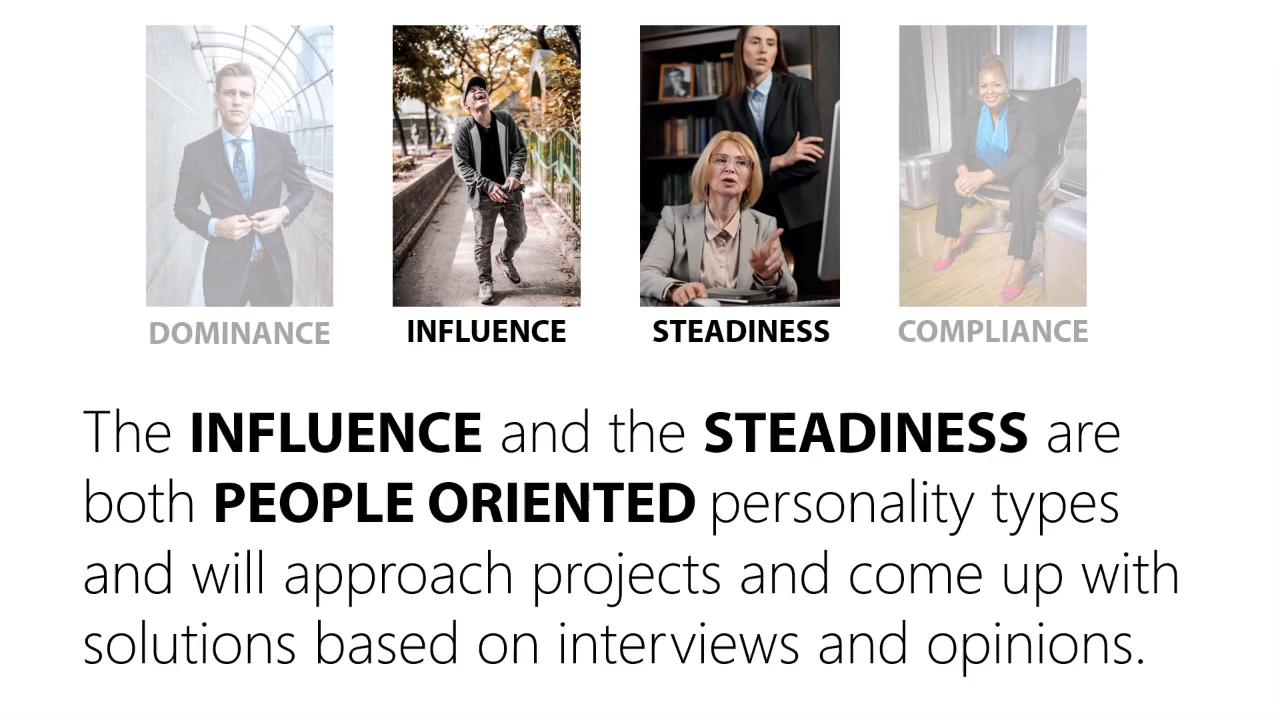 DOMINANCE INFLUENCE STEADINESS COMPLIANCE
The INFLUENCE and the STEADINESS are
both PEOPLE ORIENTED personality types
and will approach projects and come up with
solutions based on interviews and opinions.